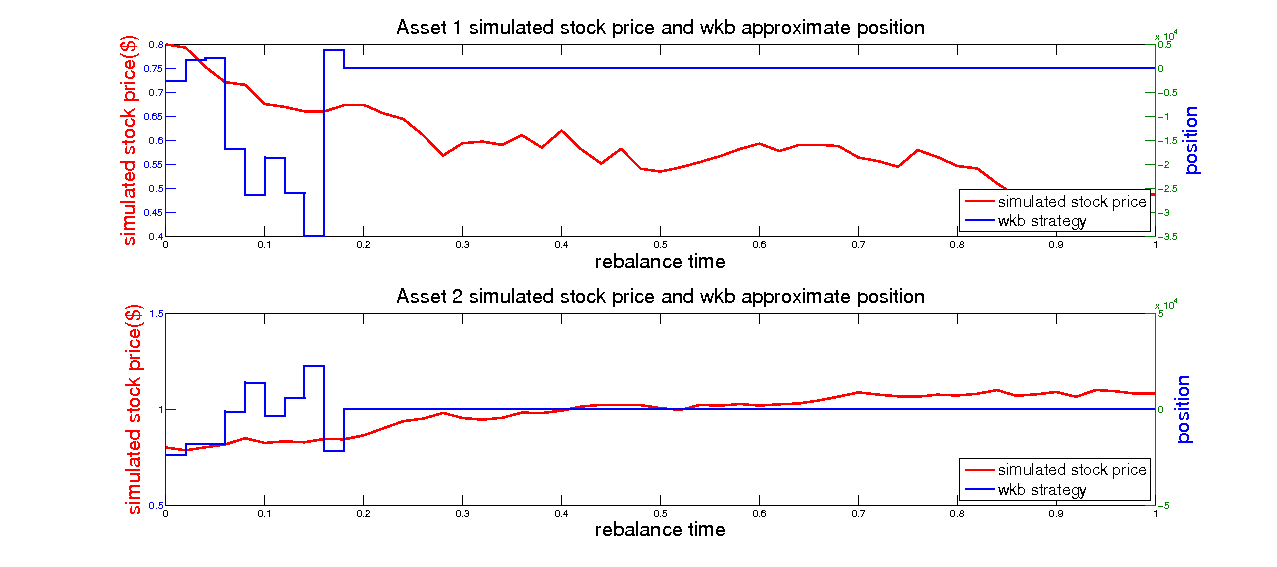 Asset 1 simulated stock price and wkb approximate position
x 10^4
simulated stock price($)
0.8
0.75
0.7
0.65
0.6
0.55
0.5
0.45
0.4
0.5
0
-0.5
-1
-1.5
-2
-2.5
-3
-3.5
position
simulated stock price
wkb strategy
0 0.1 0.2 0.3 0.4 0.5 0.6 0.7 0.8 0.9 1
rebalance time
Asset 2 simulated stock price and wkb approximate position
x 10^4
simulated stock price($)
1.5
1
0.5
5
0
-5
position
simulated stock price
wkb strategy
0 0.1 0.2 0.3 0.4 0.5 0.6 0.7 0.8 0.9 1
rebalance time